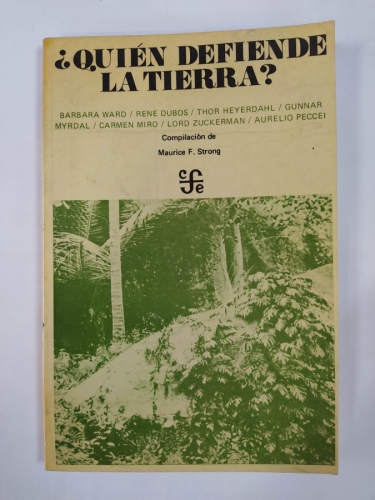 ¿QUIÉN DEFIENDE
LA TIERRA?
BARBARA WARD / RENE DUBOS / THOR HEYERDAHL / GUNNAR
MYRDAL / CARMEN MIRO / LORD ZUCKERMAN / AURELIO PECCEI
Compilación de
Maurice F. Strong
cfe